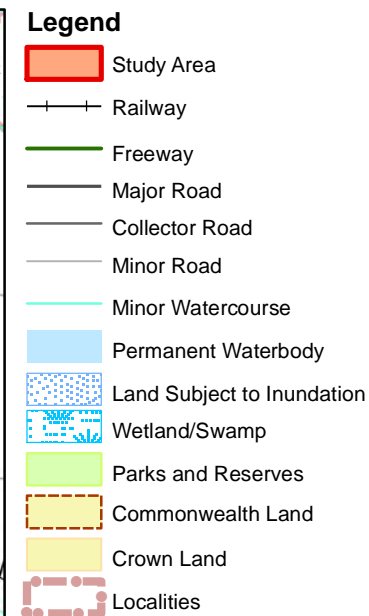 Legend
Study Area
Railway
Freeway
Major Road
Collector Road
Minor Road
Minor Watercourse
Permanent Waterbody
Land Subject to Inundation
Wetland/Swamp
Parks and Reserves
Commonwealth Land
Crown Land
Localities